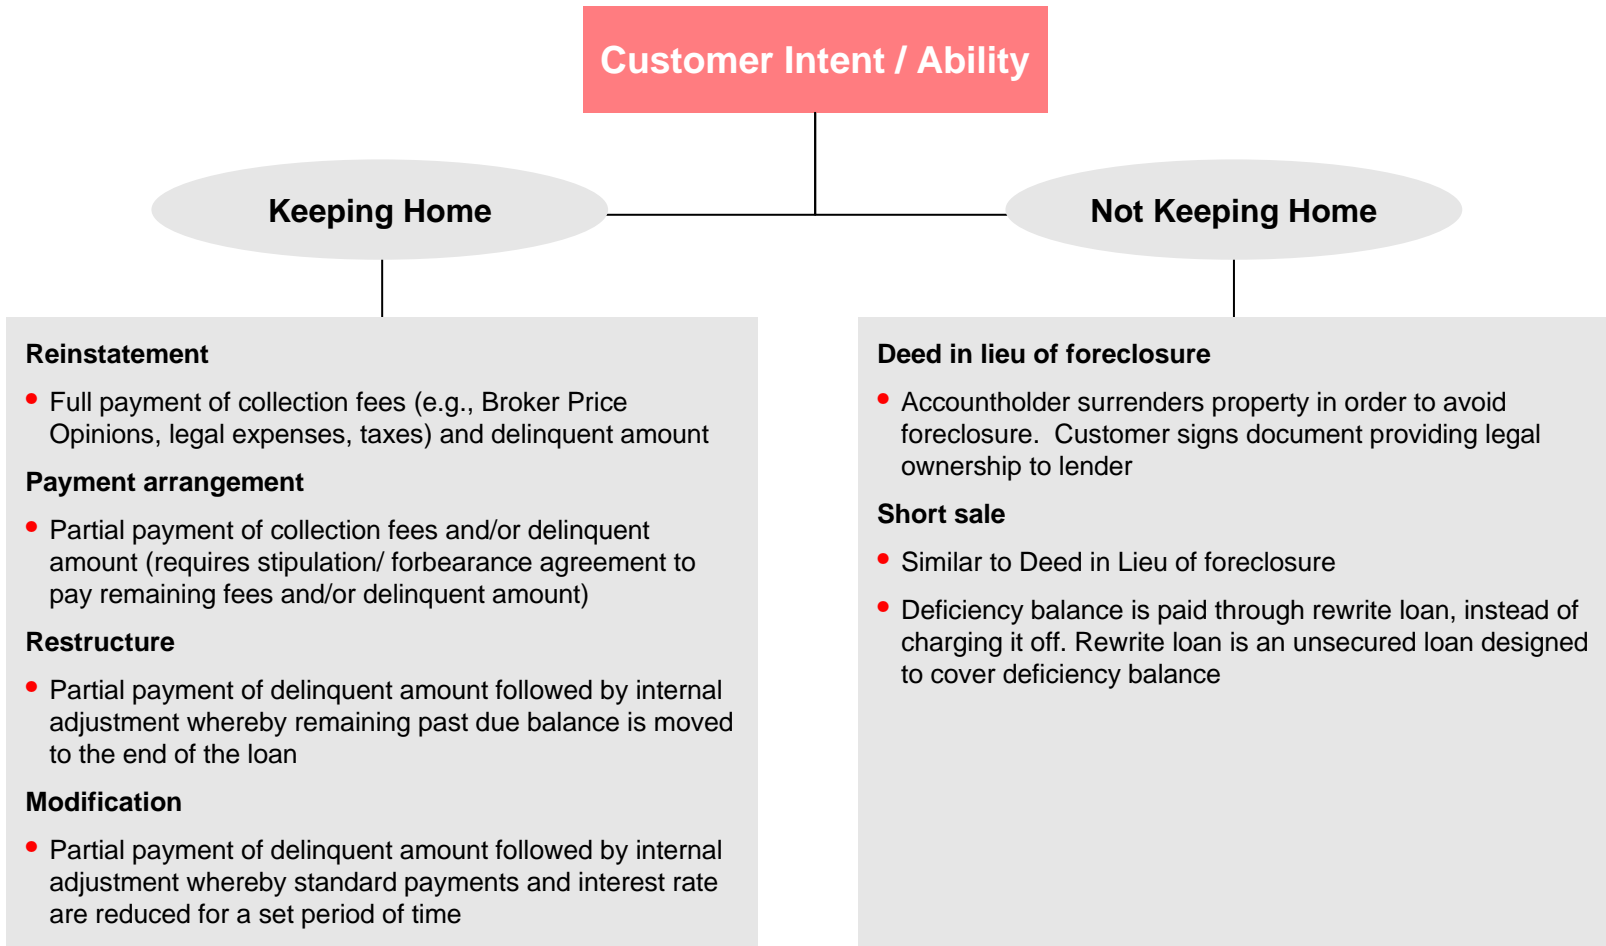 Customer Intent / Ability
Keeping Home
Not Keeping Home
Reinstatement
• Full payment of collection fees (e.g., Broker Price
Opinions, legal expenses, taxes) and delinquent amount
Payment arrangement
• Partial payment of collection fees and/or delinquent
amount (requires stipulation/ forbearance agreement to
pay remaining fees and/or delinquent amount)
Restructure
• Partial payment of delinquent amount followed by internal
adjustment whereby remaining past due balance is moved
to the end of the loan
Modification
• Partial payment of delinquent amount followed by internal
adjustment whereby standard payments and interest rate
are reduced for a set period of time
Deed in lieu of foreclosure
• Accountholder surrenders property in order to avoid
foreclosure.  Customer signs document providing legal
ownership to lender
Short sale
• Similar to Deed in Lieu of foreclosure
• Deficiency balance is paid through rewrite loan, instead of
charging it off. Rewrite loan is an unsecured loan designed
to cover deficiency balance